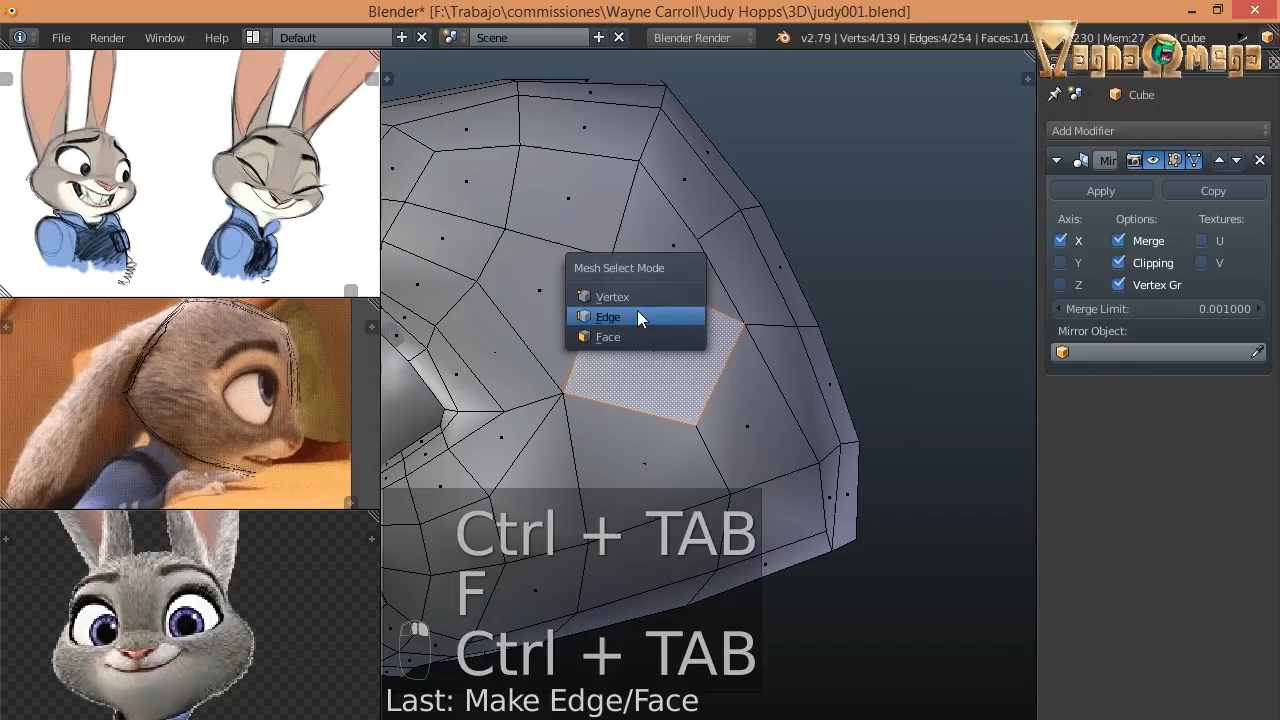 Blender* [F:\Trabajo\commissiones\Wayne Carroll\Judy Hopps\3D\judy001.blend]
File Render Window Help Default Scene Blender Render v2.79 | Verts:4/139 | Edges:4/254 | Cube
Magna Omega
Cube
Add Modifier
Mir
Apply Copy
Axis: Options: Textures:
X Merge U
Y Clipping V
Z Vertex Gr
Merge Limit: 0.001000
Mirror Object:
Mesh Select Mode
Vertex
Edge
Face
Ctrl + TAB
F
Ctrl + TAB
Last: Make Edge/Face